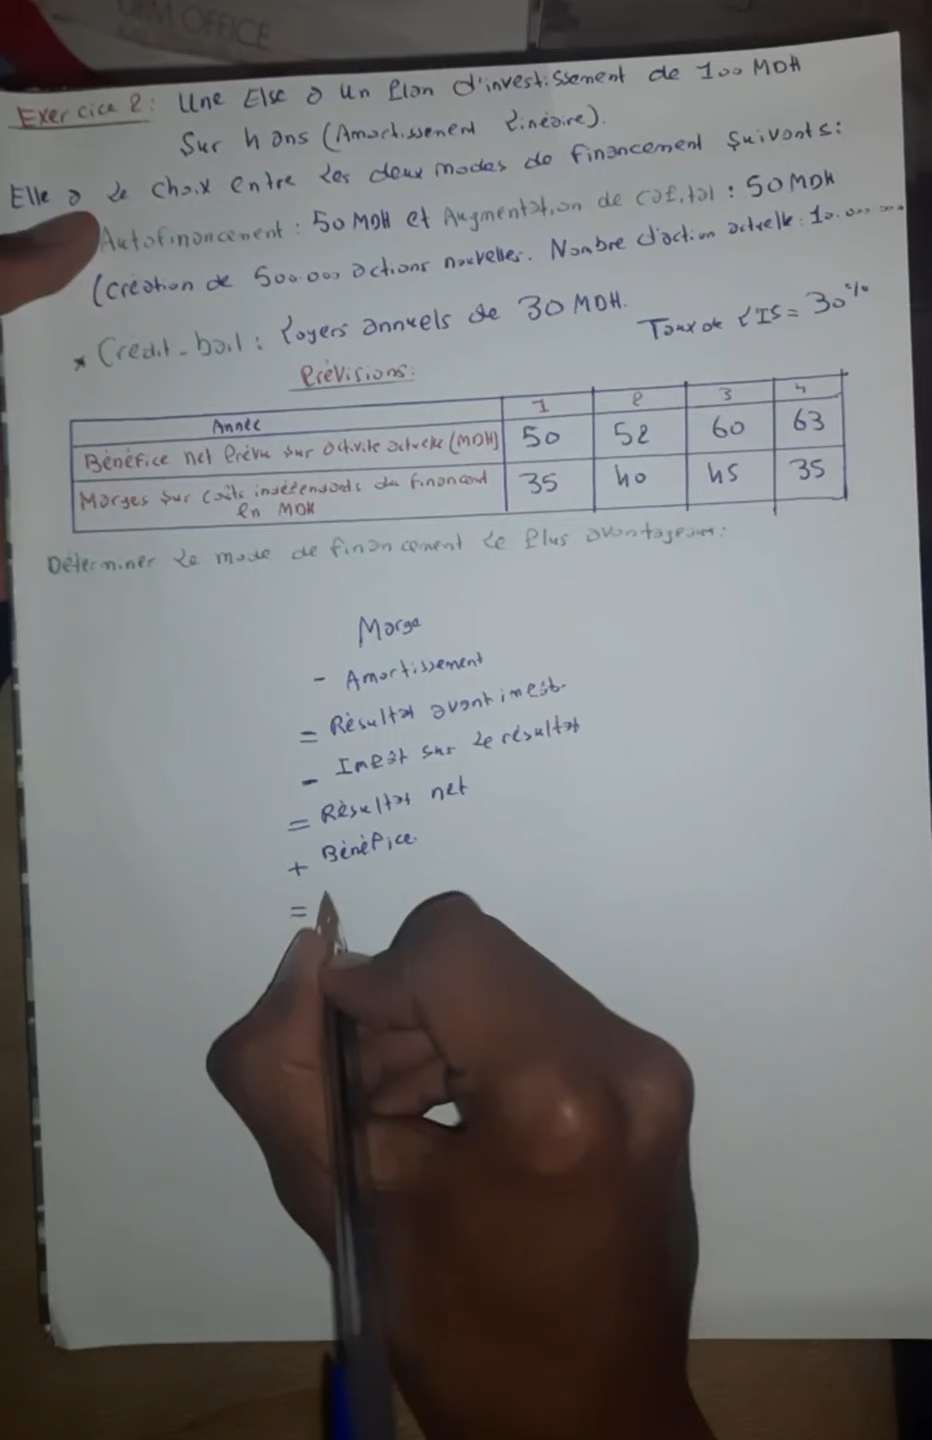 OFFICE
Exercice 2: Une Else a un Plan d'investissement de 100 MDH
Sur 4 ans (Amortissement linéaire).
Elle a le choix entre les deux modes de financement Suivants:
Autofinancement : 50 MDH et Augmentation de capital : 50 MDH
(création de 500.000 actions nouvelles. Nombre d'action actuelle: 10.000.000
* Crédit-bail : loyers annuels de 30 MDH.
Taux de l'IS = 30%
Prévisions:
Année 1 2 3 4
Bénéfice net Prévu sur activité actuelle (MDH) 50 52 60 63
Marges sur coûts indépendants du financent 35 40 45 35
en MDH
Déterminer le mode de financement le Plus avantageux:
Marge
- Amortissement
= Résultat avant impôt.
- Impôt sur le résultat
= Résultat net
+ Bénéfice.
=